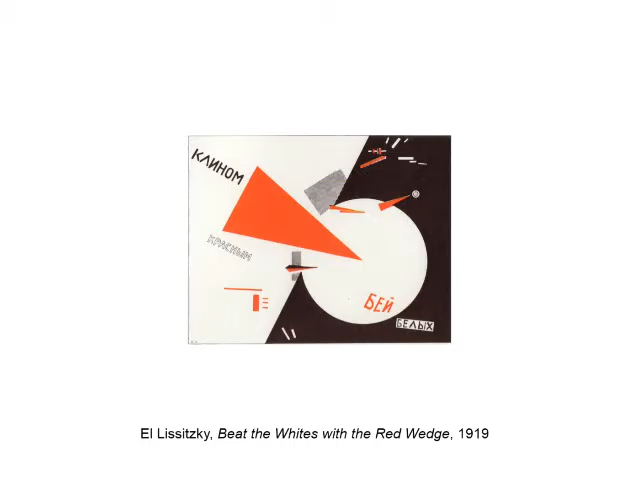 КЛИНОМ
КРАСНЫМ
БЕЙ
БЕЛЫХ
El Lissitzky, Beat the Whites with the Red Wedge, 1919